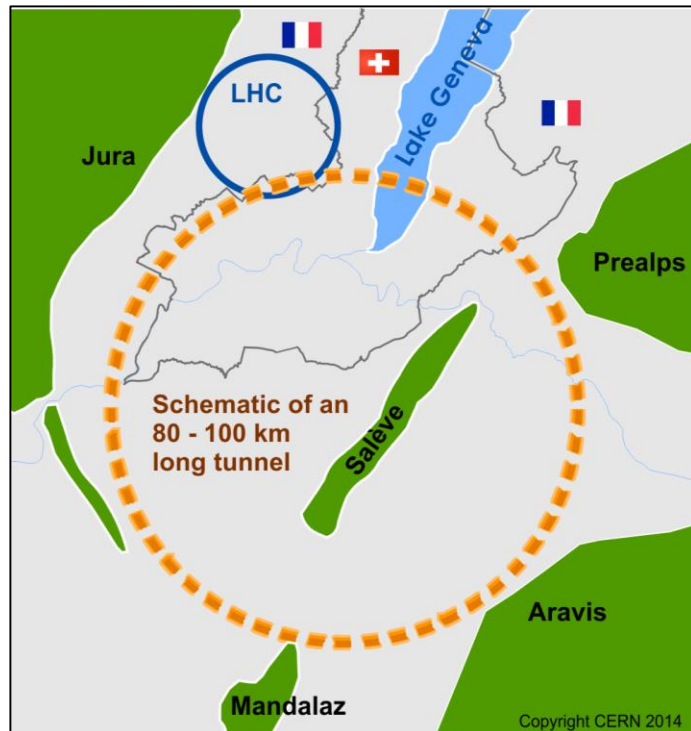 LHC
Lake Geneva
Jura
Prealps
Schematic of an
80 - 100 km
long tunnel
Salève
Aravis
Mandalaz
Copyright CERN 2014